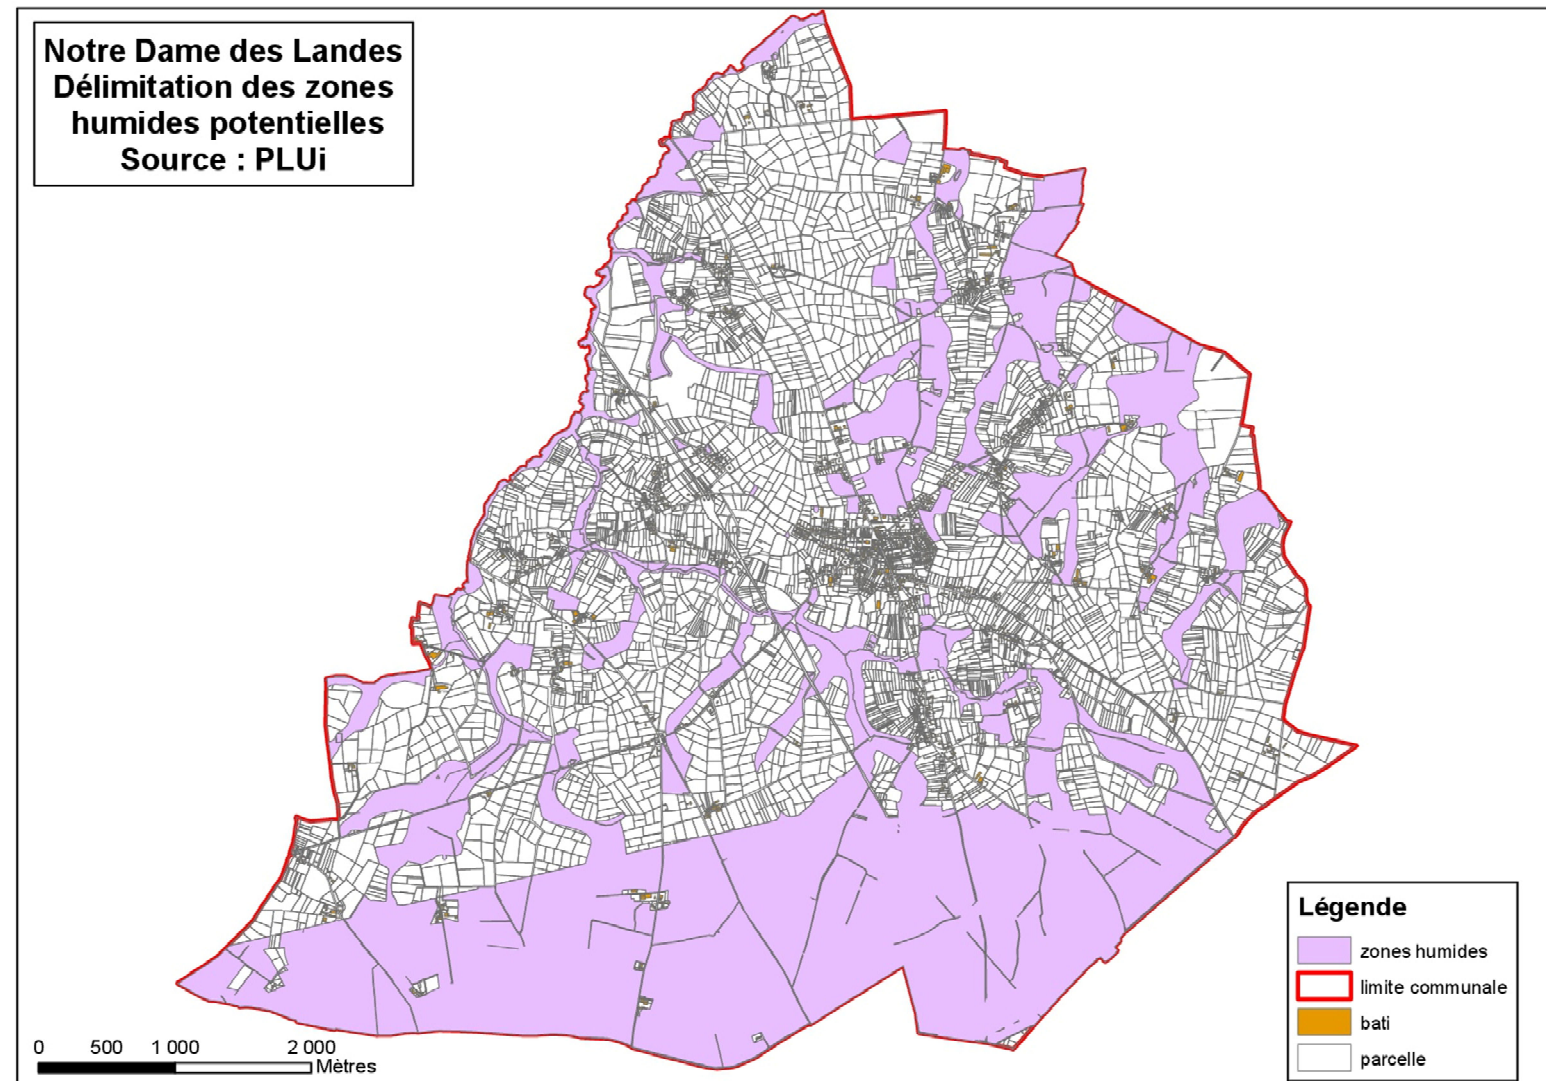 Notre Dame des Landes
Délimitation des zones
humides potentielles
Source : PLUi
Légende
zones humides
limite communale
bati
parcelle
0 500 1 000 2 000
Mètres